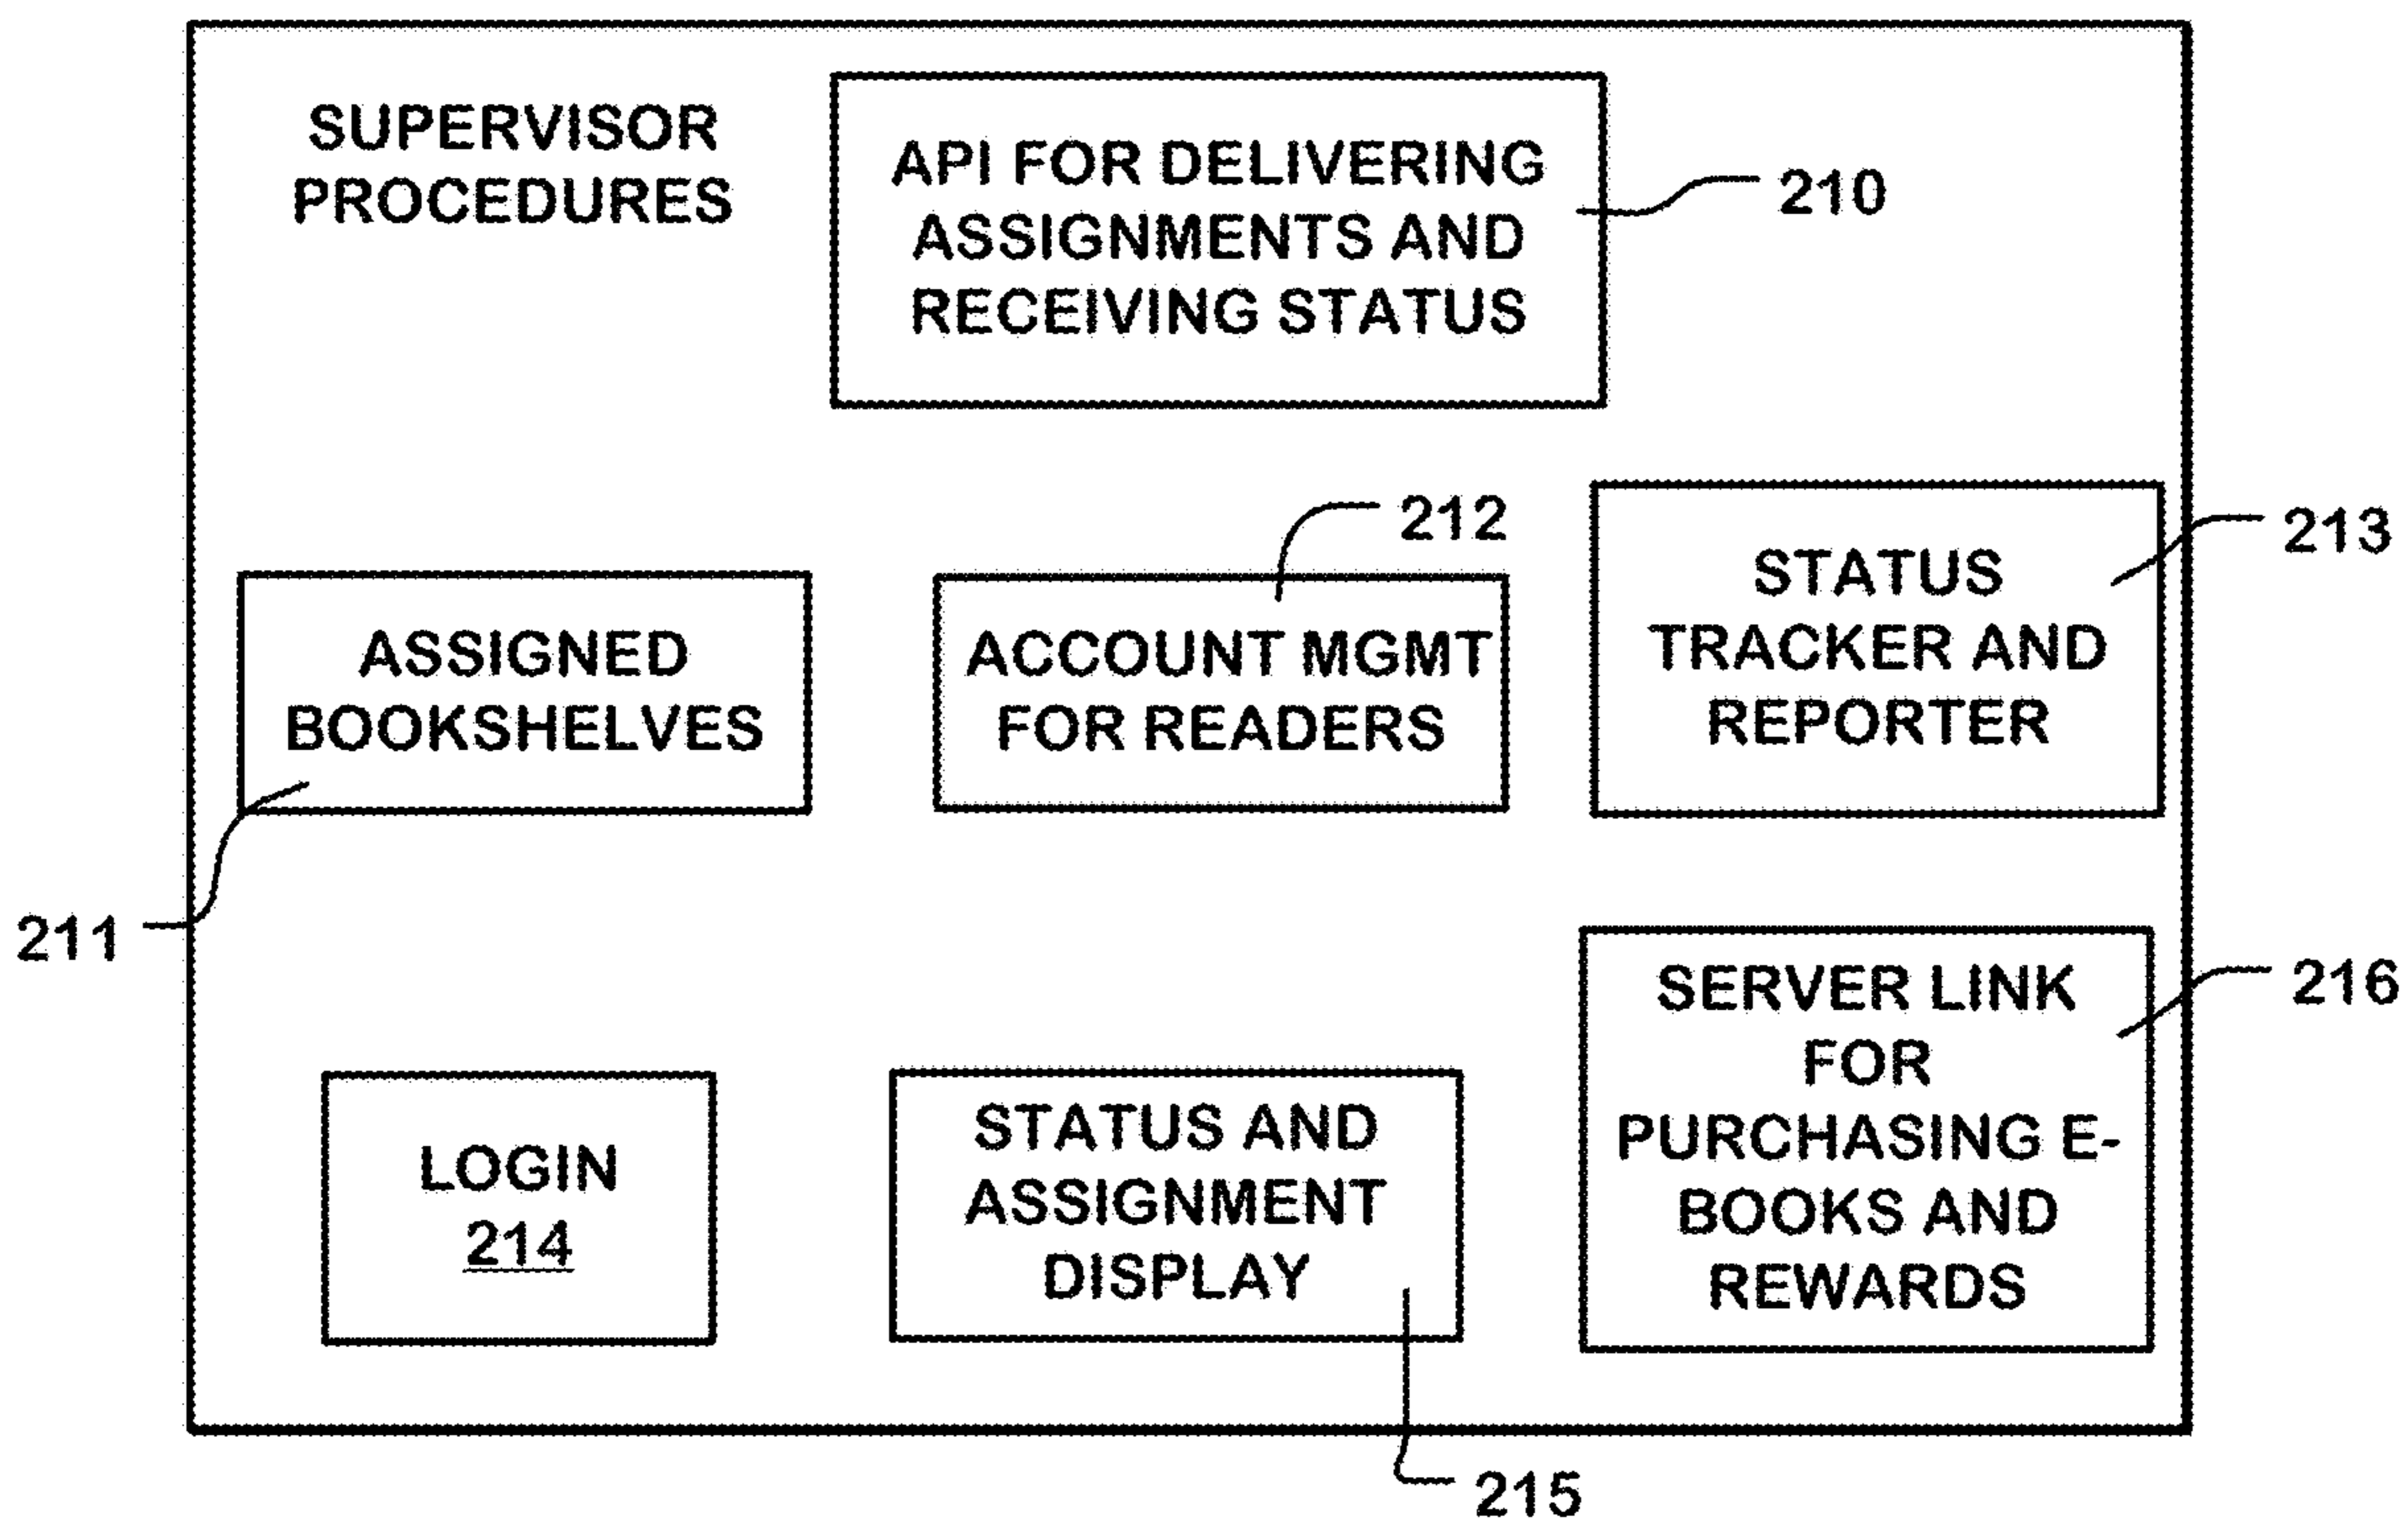 SUPERVISOR
PROCEDURES
API FOR DELIVERING
ASSIGNMENTS AND
RECEIVING STATUS
210
ASSIGNED
BOOKSHELVES
211
212
ACCOUNT MGMT
FOR READERS
STATUS
TRACKER AND
REPORTER
213
LOGIN
214
STATUS AND
ASSIGNMENT
DISPLAY
215
SERVER LINK
FOR
PURCHASING E-
BOOKS AND
REWARDS
216